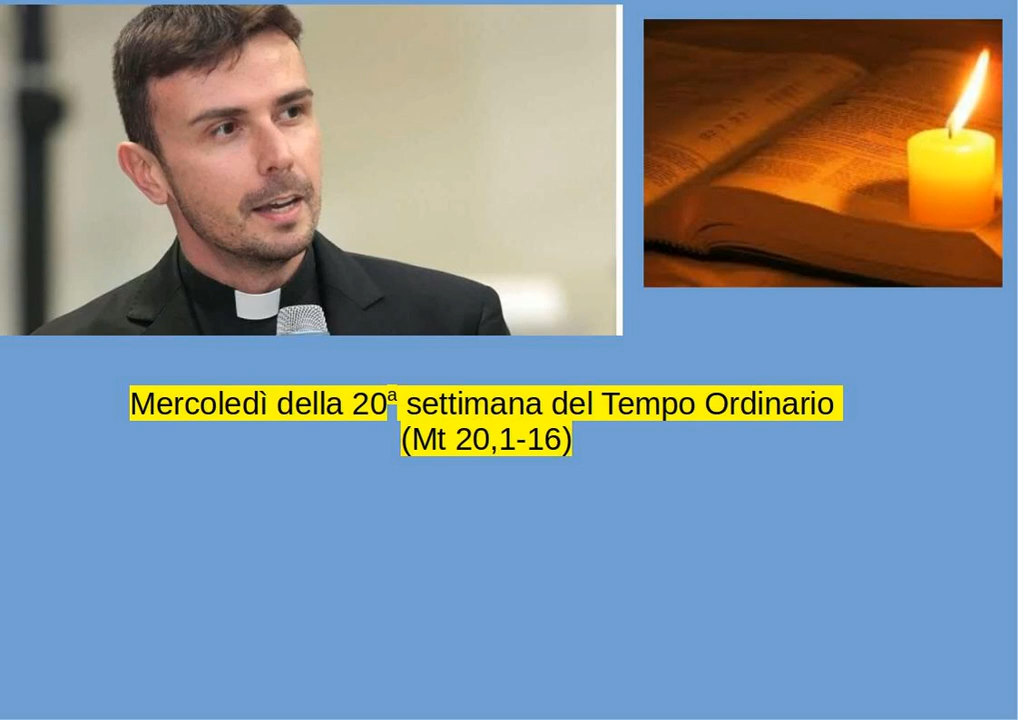 Mercoledì della 20ª settimana del Tempo Ordinario
(Mt 20,1-16)